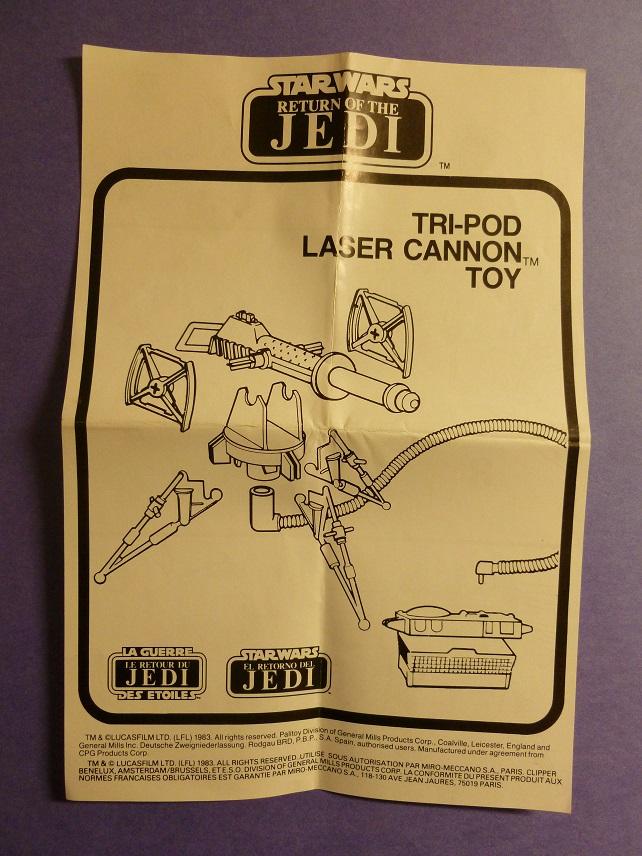 STAR WARS
RETURN OF THE
JEDI
TM
TRI-POD
LASER CANNON TM
TOY
LA GUERRE
LE RETOUR DU
JEDI
DES ETOILES TM
STAR WARS
EL RETORNO DEL
JEDI
TM
TM & ©LUCASFILM LTD. (LFL) 1983. All rights reserved. Palitoy Division of General Mills Products Corp., Coalville, Leicester, England and
General Mills Inc. Deutsche Zweigniederlassung. Rodgau BRD, P.B.P., S.A. Spain, authorised users. Manufactured under agreement from
CPG Products Corp.
TM & © LUCASFILM LTD. (LFL) 1983. ALL RIGHTS RESERVED. UTILISÉ SOUS AUTORISATION PAR MIRO-MECCANO S.A., PARIS. CLIPPER
BENELUX, AMSTERDAM/BRUSSELS, ET E.S.O. DIVISION OF GENERAL MILLS PRODUCTS CORP. LA CONFORMITE DU PRESENT PRODUIT AUX
NORMES FRANCAISES OBLIGATOIRES EST GARANTIE PAR MIRO-MECCANO S.A., 118-130 AVE JEAN JAURES, 75019 PARIS.